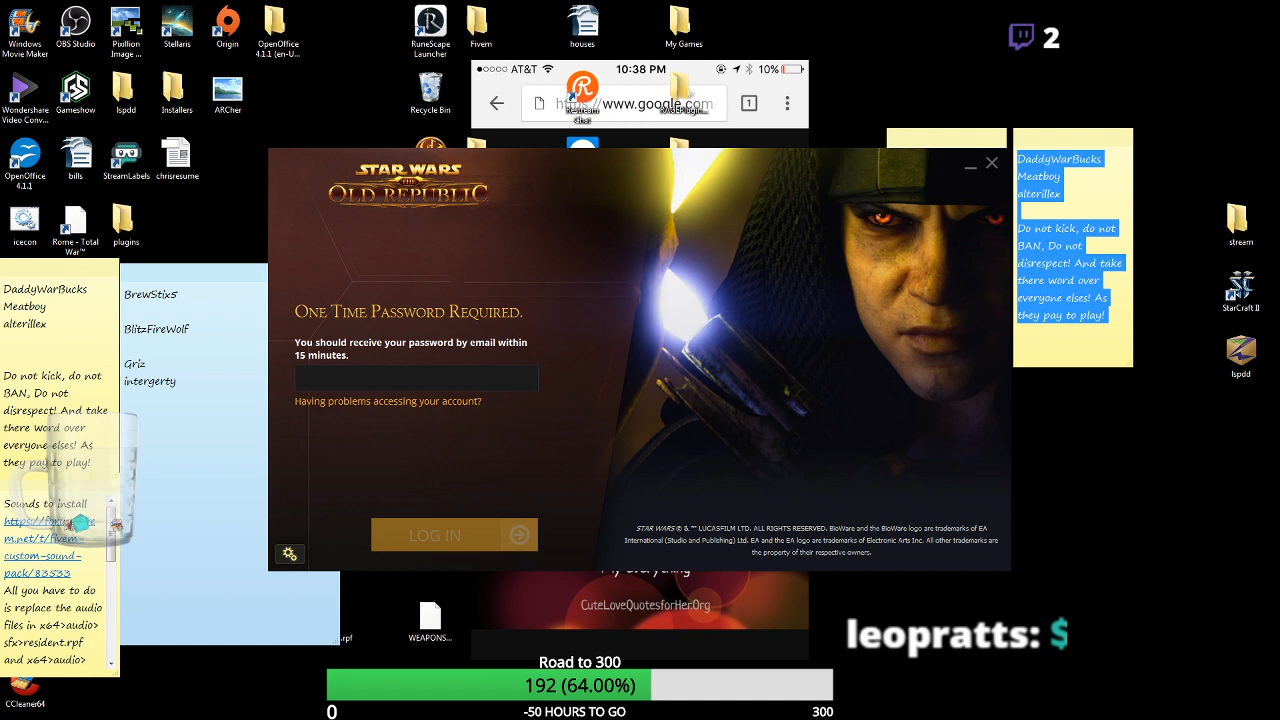 Windows Movie Maker
OBS Studio
Pixillion Image ...
Stellaris
Origin
OpenOffice 4.1.1 (en-U...
RuneScape Launcher
Fivem
houses
My Games
2
AT&T
10:38 PM
10%
https://www.google.com/
1
Wondershare Video Conv...
Gameshow
lspdd
Installers
ARCher
Recycle Bin
Restream Chat
RAGEPlugin...
OpenOffice 4.1.1
bills
StreamLabels
chrisresume
icecon
Rome - Total War™
plugins
STAR WARS
THE
OLD REPUBLIC
ONE TIME PASSWORD REQUIRED.
You should receive your password by email within
15 minutes.
Having problems accessing your account?
LOG IN
STAR WARS © & ™ LUCASFILM LTD. ALL RIGHTS RESERVED. BioWare and the BioWare logo are trademarks of EA
International (Studio and Publishing) Ltd. EA and the EA logo are trademarks of Electronic Arts Inc. All other trademarks are
the property of their respective owners.
DaddyWarBucks
Meatboy
alterillex
Do not kick, do not
BAN, Do not
disrespect! And take
there word over
everyone elses! As
they pay to play!
stream
StarCraft II
lspdd
DaddyWarBucks
Meatboy
alterillex
Do not kick, do not
BAN, Do not
disrespect! And take
there word over
everyone elses! As
they pay to play!
Sounds to install
m.net/t/fivem-
custom-sound-
pack/83533
All you have to do
is replace the audio
files in x64>audio>
sfx>resident.rpf
and x64>audio>
BrewStix5
BlitzFireWolf
Griz
intergerty
CCleaner64
.rpf
WEAPONS...
My everything
CuteLoveQuotesforHer.Org
leopratts: $
Road to 300
192 (64.00%)
0
-50 HOURS TO GO
300